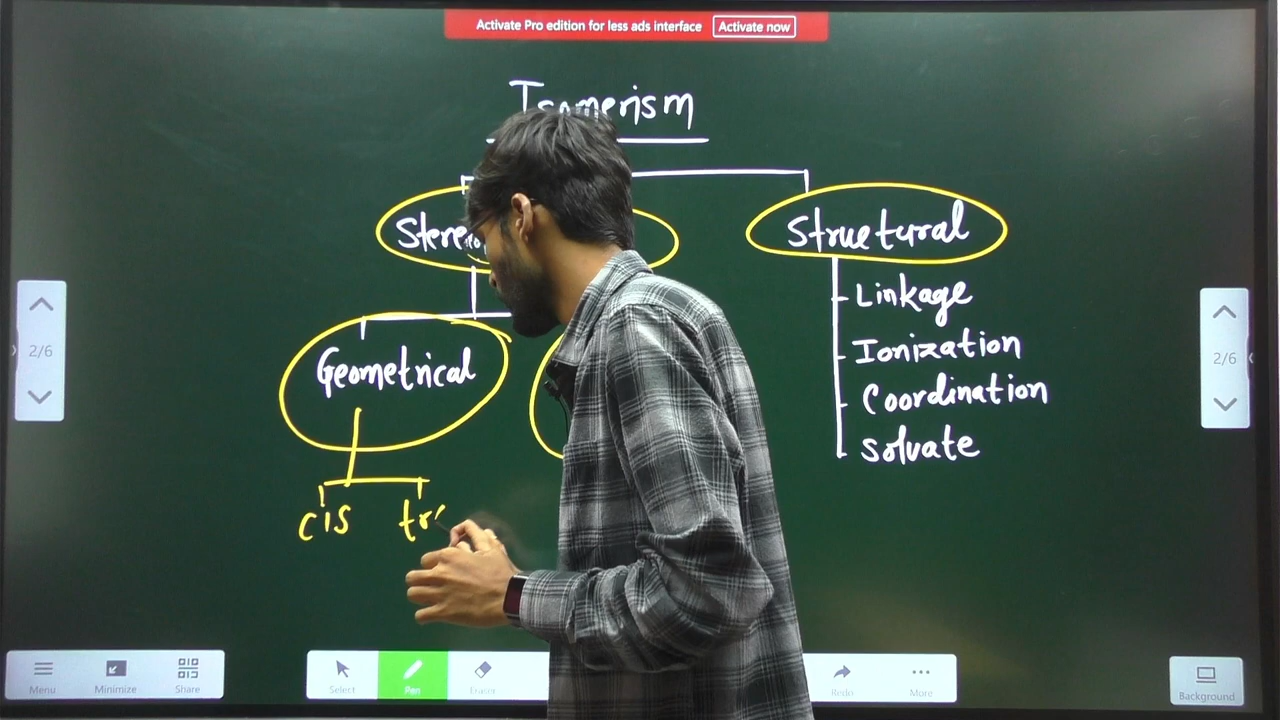 Activate Pro edition for less ads interface Activate now
Isomerism
Structural
Linkage
Geometrical
Ionization
2/6
2/6
Coordination
Solvate
cis
Menu Minimize Share Select Pen Eraser Redo More Background